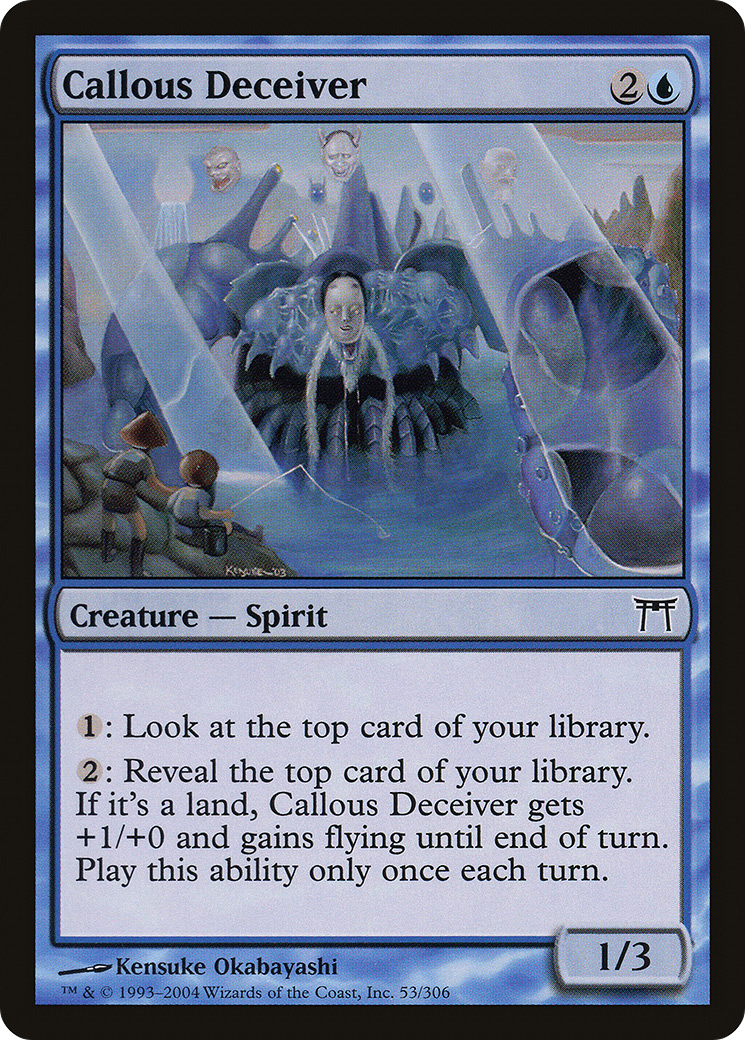 Callous Deceiver 2
KENSUKE '03
Creature — Spirit
1: Look at the top card of your library.
2: Reveal the top card of your library.
If it's a land, Callous Deceiver gets
+1/+0 and gains flying until end of turn.
Play this ability only once each turn.
1/3
Kensuke Okabayashi
™ & © 1993–2004 Wizards of the Coast, Inc. 53/306